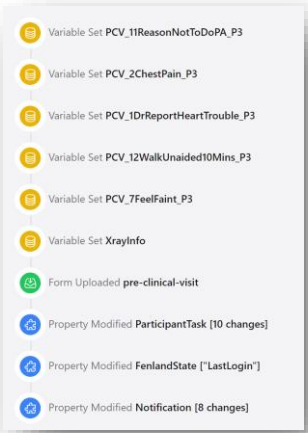 Variable Set PCV_11ReasonNotToDoPA_P3
Variable Set PCV_2ChestPain_P3
Variable Set PCV_1DrReportHeartTrouble_P3
Variable Set PCV_12WalkUnaided10Mins_P3
Variable Set PCV_7FeelFaint_P3
Variable Set XrayInfo
Form Uploaded pre-clinical-visit
Property Modified ParticipantTask [10 changes]
Property Modified FenlandState ["LastLogin"]
Property Modified Notification [8 changes]